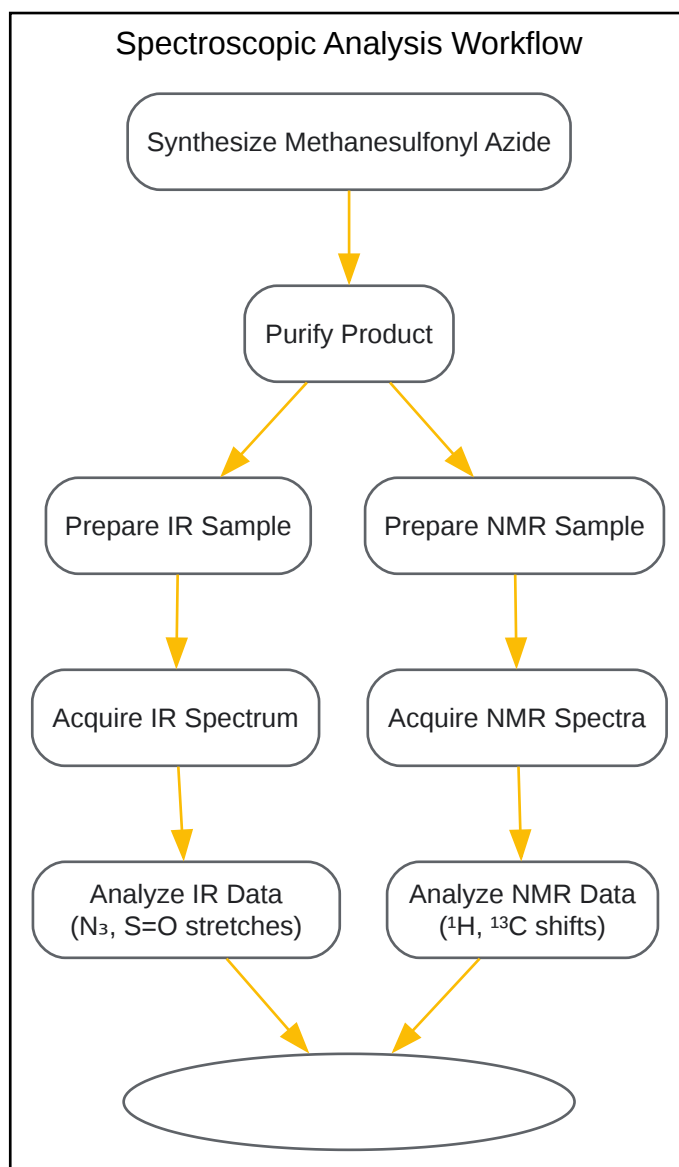 Spectroscopic Analysis Workflow
Synthesize Methanesulfonyl Azide
Purify Product
Prepare IR Sample
Prepare NMR Sample
Acquire IR Spectrum
Acquire NMR Spectra
Analyze IR Data
(N₃, S=O stretches)
Analyze NMR Data
(¹H, ¹³C shifts)